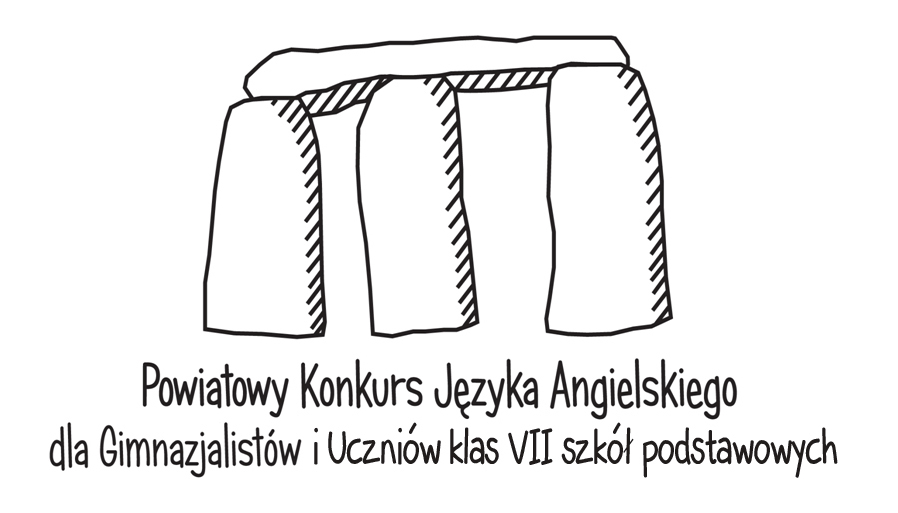 Powiatowy Konkurs Języka Angielskiego
dla Gimnazjalistów i Uczniów klas VII szkół podstawowych